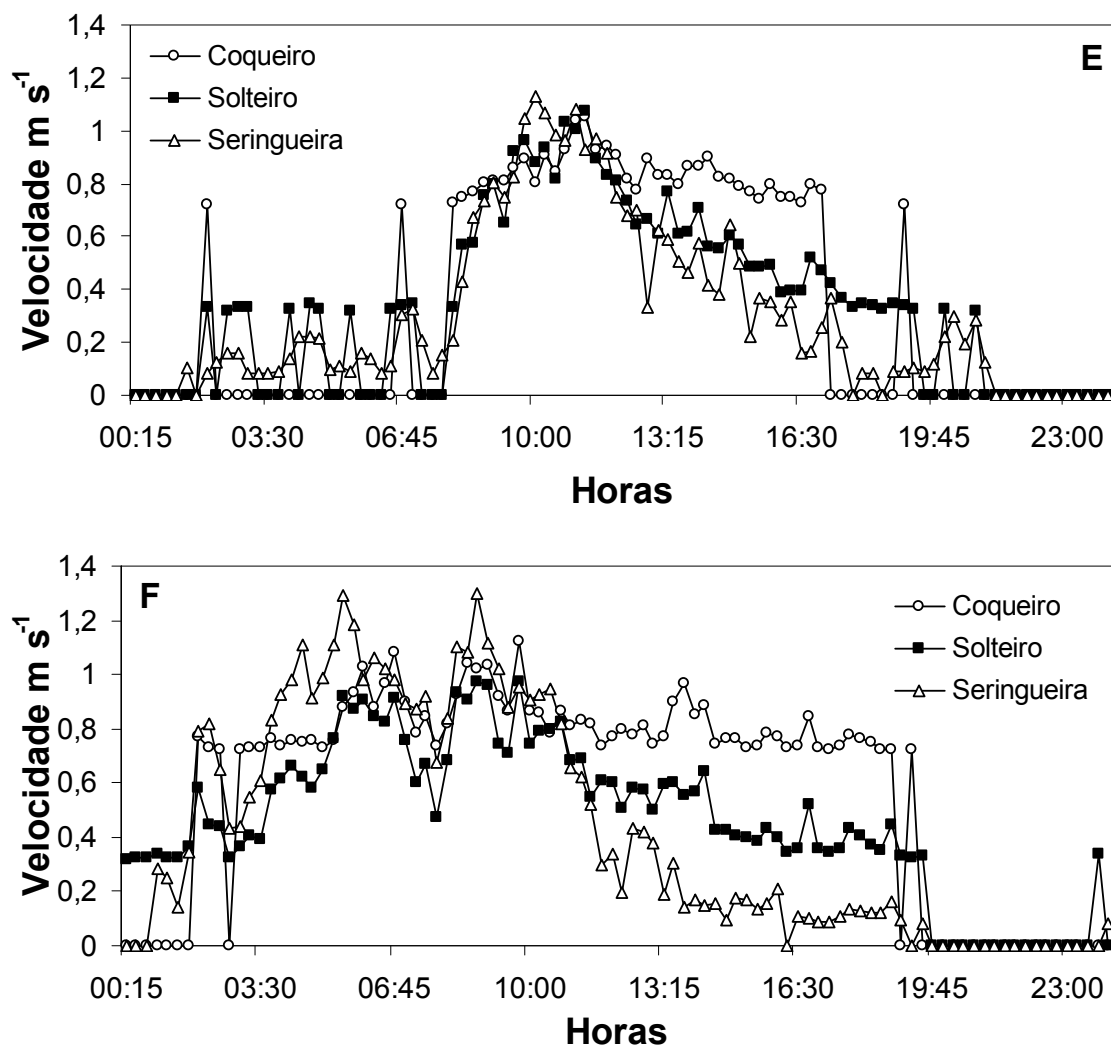 1,4
Coqueiro
E
1,2
Solteiro
1
Seringueira
0,8
0,6
0,4
0,2
0
Velocidade m s-1
00:15 03:30 06:45 10:00 13:15 16:30 19:45 23:00
Horas
1,4
F
Coqueiro
1,2
Solteiro
1
Seringueira
0,8
0,6
0,4
0,2
0
Velocidade m s-1
00:15 03:30 06:45 10:00 13:15 16:30 19:45 23:00
Horas